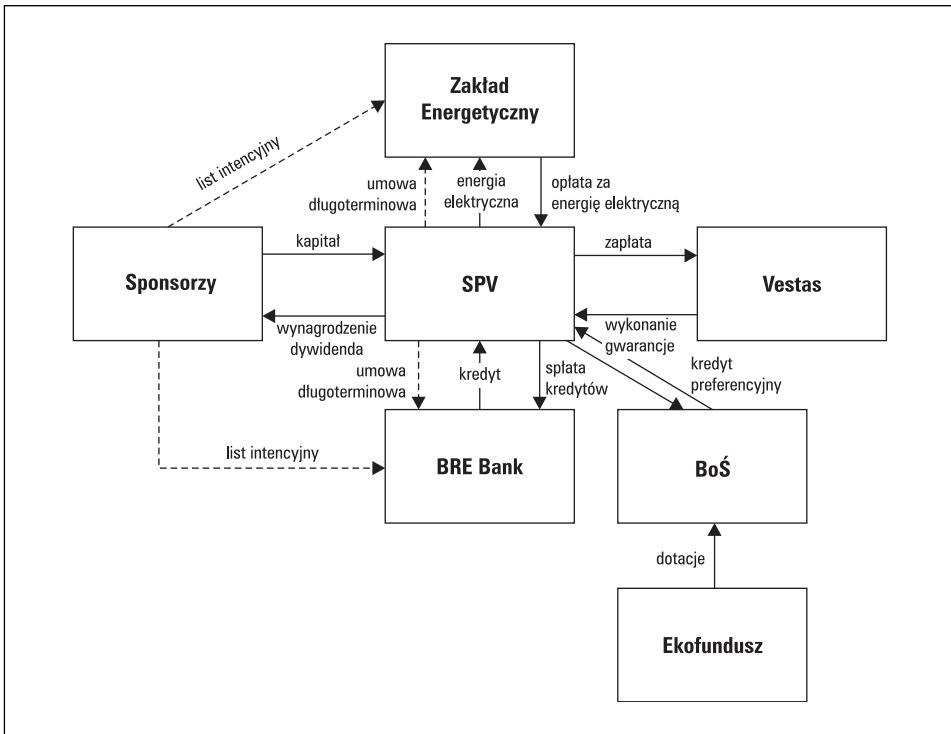 Zakład
Energetyczny
list intencyjny
umowa
długoterminowa
energia
elektryczna
opłata za
energię elektryczną
Sponsorzy
kapitał
SPV
zapłata
Vestas
wynagrodzenie
dywidenda
wykonanie
gwarancje
umowa
długoterminowa
kredyt
spłata
kredytów
kredyt
preferencyjny
list intencyjny
BRE Bank
BoŚ
dotacje
Ekofundusz